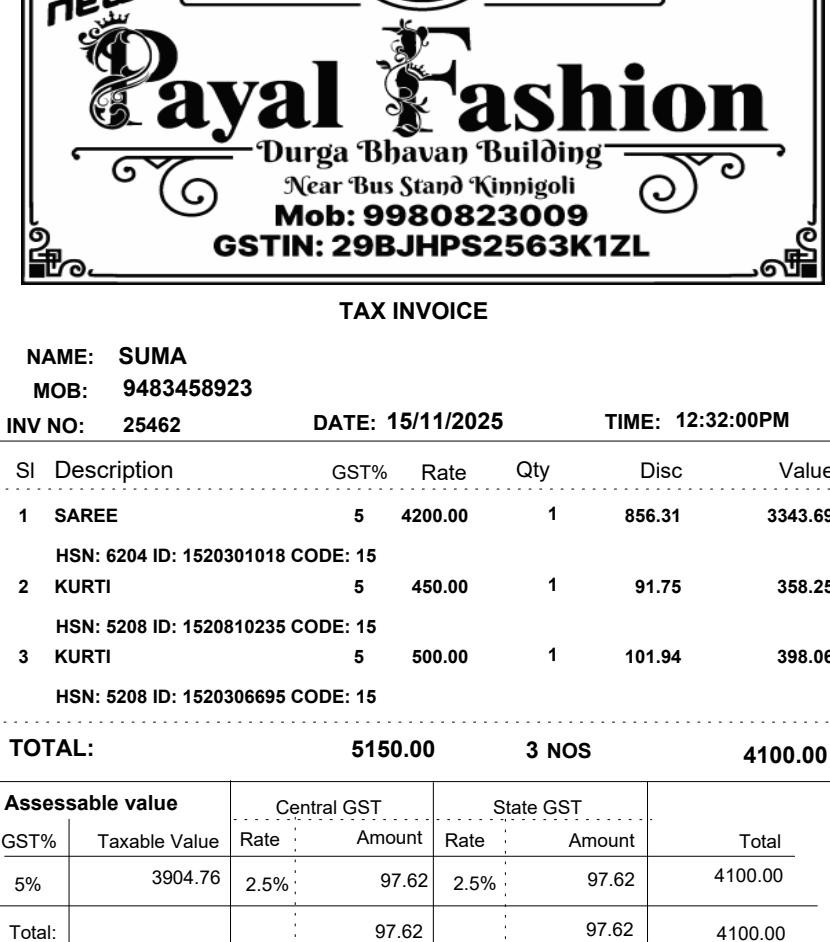 new
Payal Fashion
Durga Bhavan Building
Near Bus Stand Kinnigoli
Mob: 9980823009
GSTIN: 29BJHPS2563K1ZL
TAX INVOICE
NAME: SUMA
MOB: 9483458923
INV NO: 25462 DATE: 15/11/2025 TIME: 12:32:00PM
Sl Description GST% Rate Qty Disc Value
1 SAREE 5 4200.00 1 856.31 3343.69
HSN: 6204 ID: 1520301018 CODE: 15
2 KURTI 5 450.00 1 91.75 358.25
HSN: 5208 ID: 1520810235 CODE: 15
3 KURTI 5 500.00 1 101.94 398.06
HSN: 5208 ID: 1520306695 CODE: 15
TOTAL: 5150.00 3 NOS 4100.00
Assessable value Central GST State GST
GST% Taxable Value Rate Amount Rate Amount Total
5% 3904.76 2.5% 97.62 2.5% 97.62 4100.00
Total: 97.62 97.62 4100.00